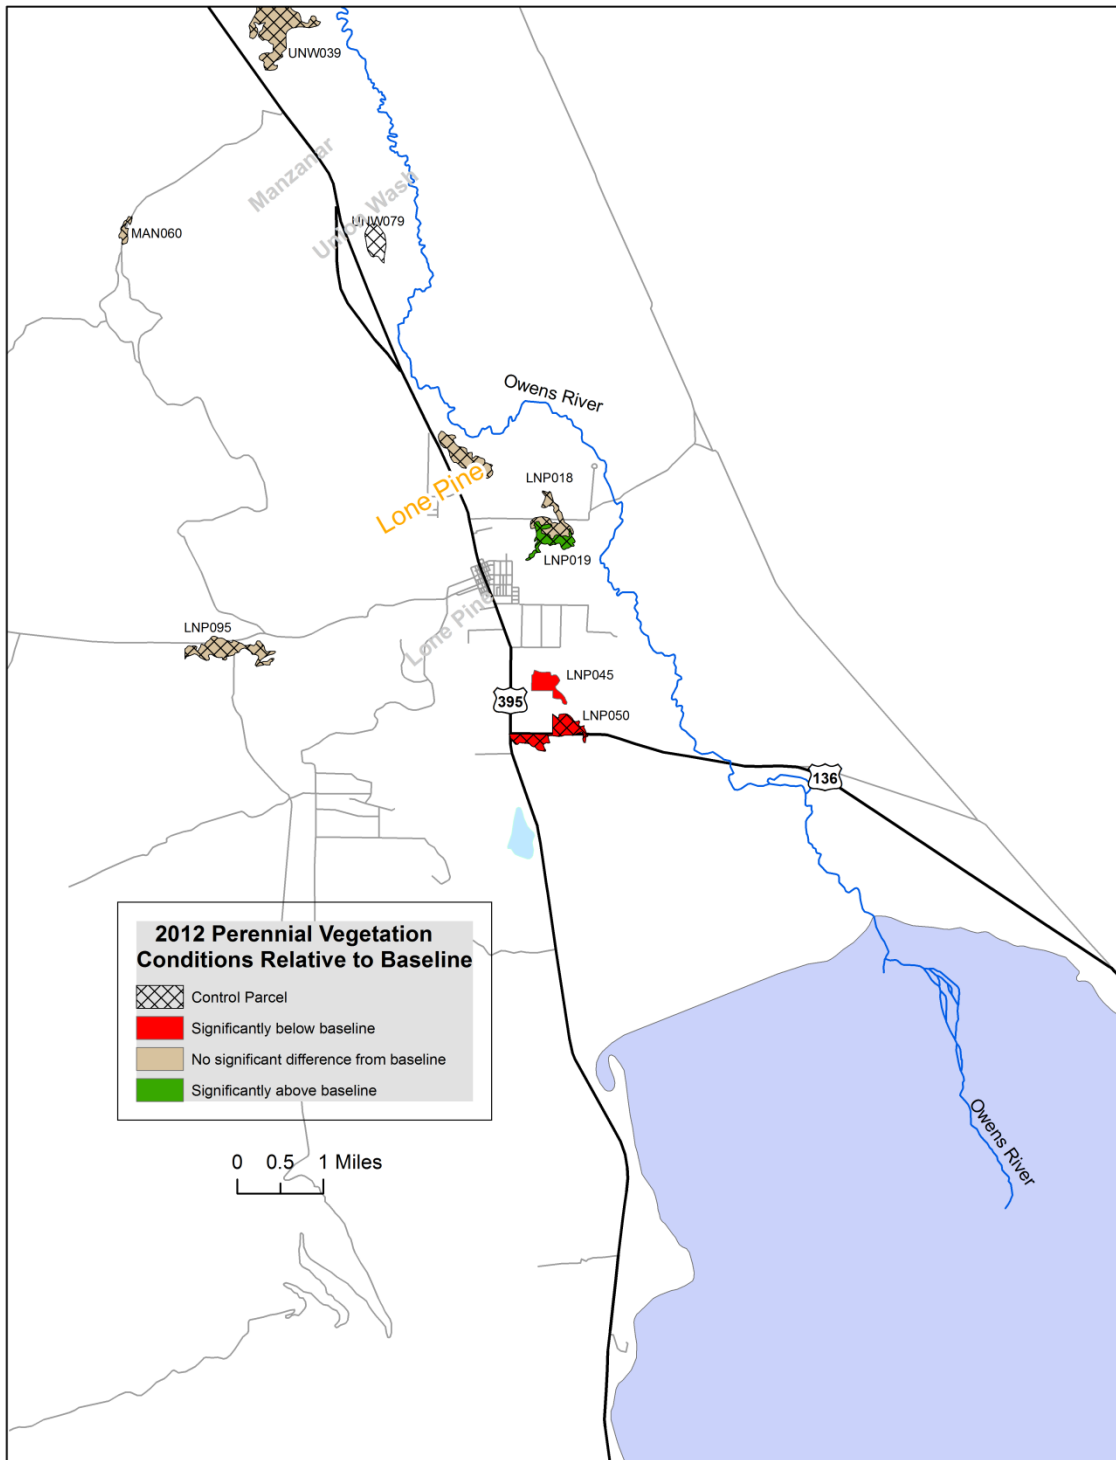 UNW039
Manzanar
Union Wash
UNW079
MAN060
Owens River
Lone Pine
LNP018
LNP019
Lone Pine
LNP095
LNP045
395
LNP050
136
2012 Perennial Vegetation
Conditions Relative to Baseline
Control Parcel
Significantly below baseline
No significant difference from baseline
Significantly above baseline
0 0.5 1 Miles
Owens River